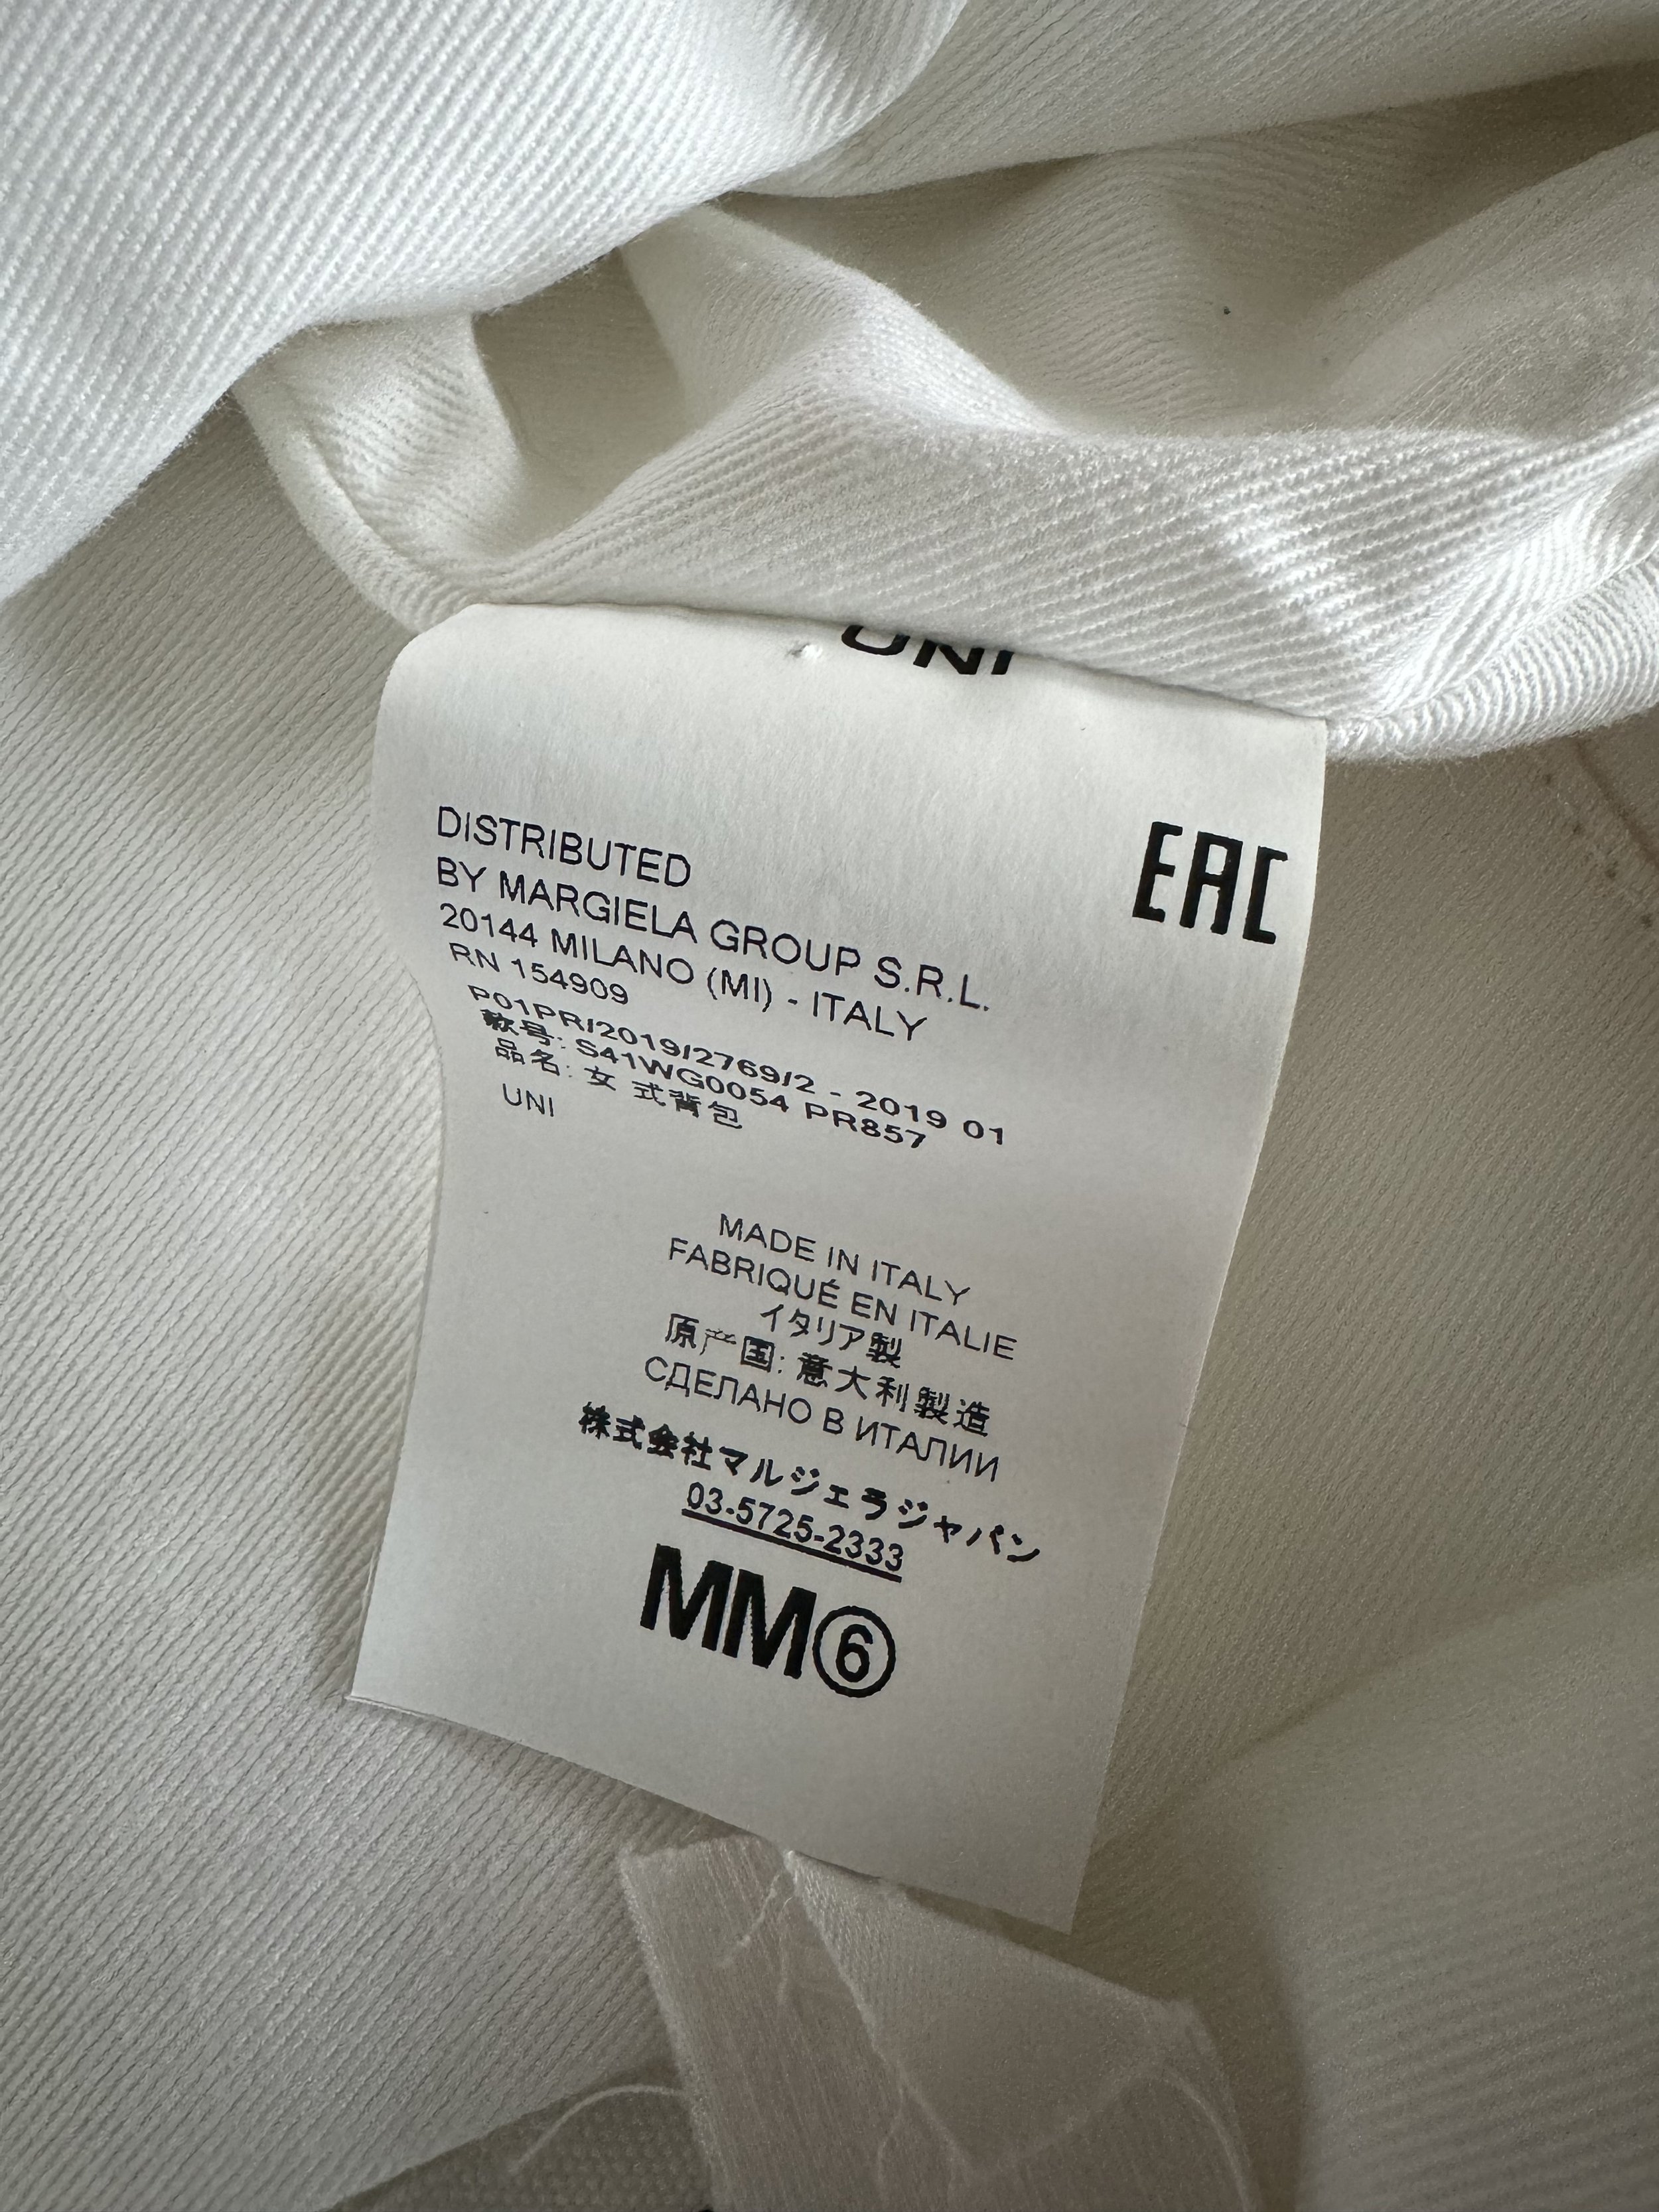 UNI
EAC
DISTRIBUTED
BY MARGIELA GROUP S.R.L.
20144 MILANO (MI) - ITALY
RN 154909
P01PR/2019/2769/2 - 2019 01
款号: S41WG0054 PR857
品名: 女 式背包
UNI
MADE IN ITALY
FABRIQUÉ EN ITALIE
イタリア製
原产国: 意大利製造
СДЕЛАНО В ИТАЛИИ
株式会社マルジェラジャパン
03-5725-2333
MM⑥